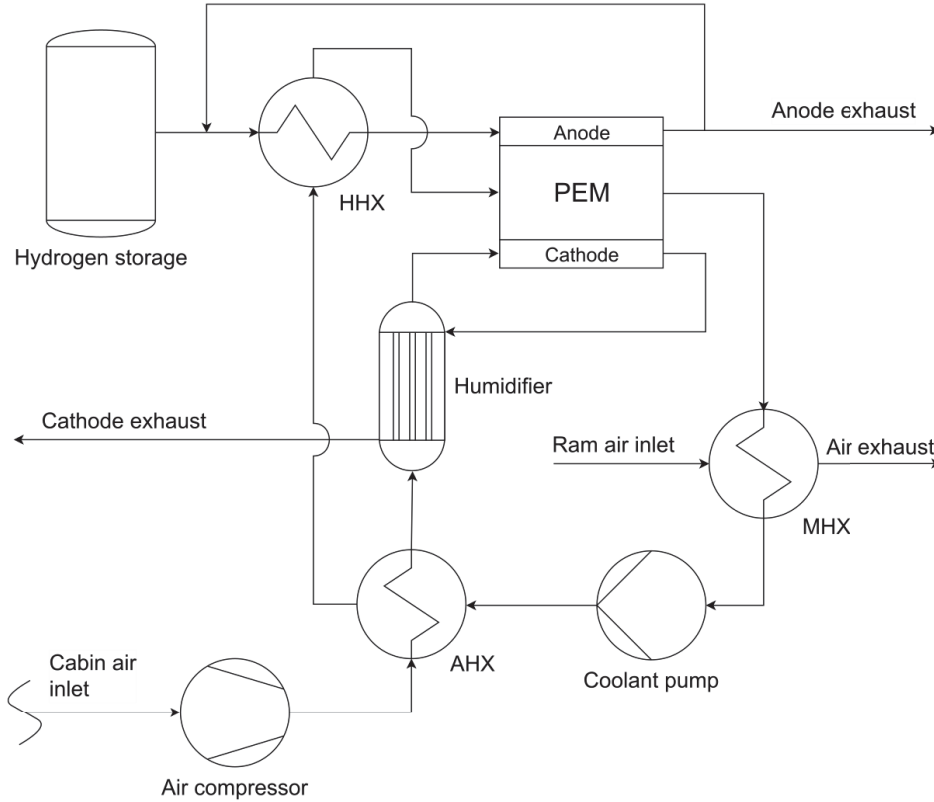 Anode exhaust
Anode
PEM
HHX
Hydrogen storage
Cathode
Humidifier
Cathode exhaust
Ram air inlet
Air exhaust
MHX
Cabin air
inlet
AHX
Coolant pump
Air compressor